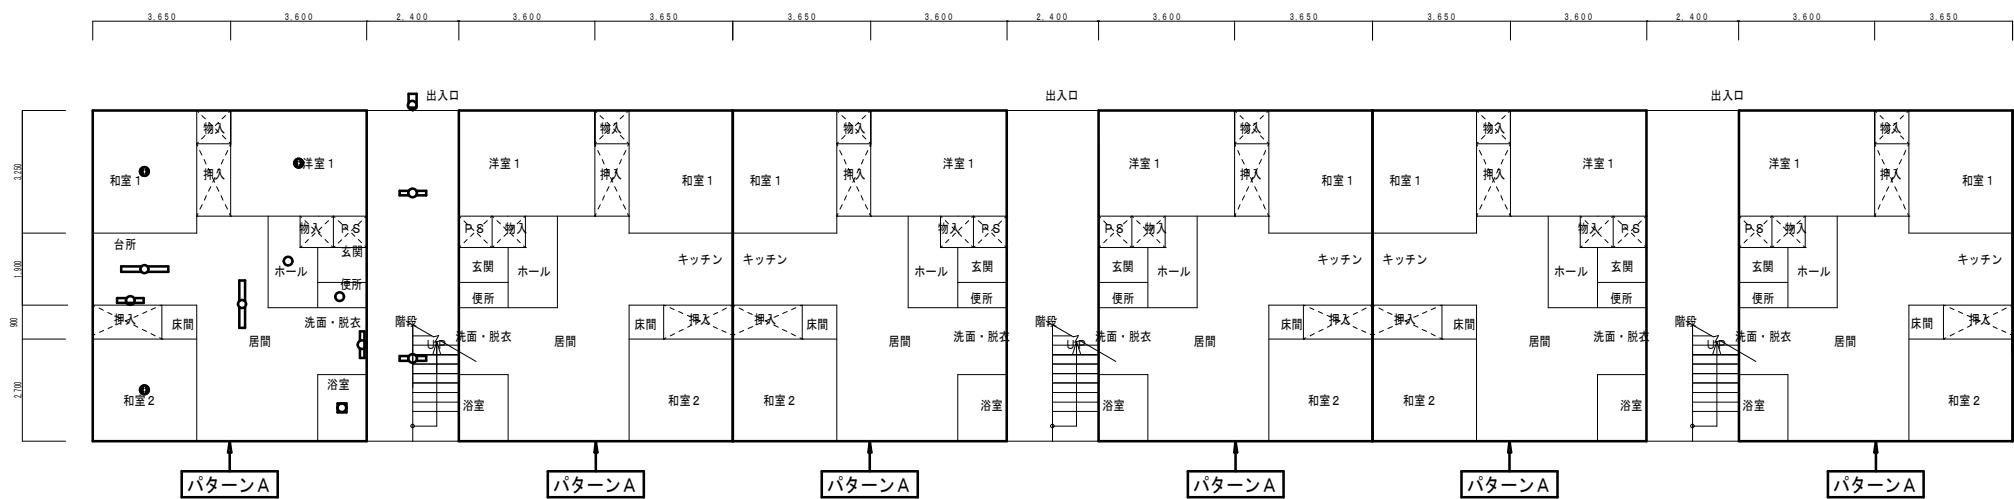 3,650 3,600 2,400 3,600 3,650 3,650 3,600 2,400 3,600 3,650 3,650 3,600 2,400 3,600 3,650
出入口 出入口 出入口
物入 物入 物入 物入 物入 物入
3,250
和室1 押入 洋室1 洋室1 押入 和室1 和室1 押入 洋室1 洋室1 押入 和室1 和室1 押入 洋室1 洋室1 押入 和室1
物入 PS PS 物入 物入 PS PS 物入 物入 PS PS 物入
台所 玄関
1,900
ホール 玄関 ホール キッチン キッチン ホール 玄関 玄関 ホール キッチン キッチン ホール 玄関 玄関 ホール キッチン
便所 便所 便所 便所 便所 便所
900
押入 床間 洗面・脱衣 階段 床間 押入 押入 床間 階段 床間 押入 押入 床間 階段 床間 押入
居間 UP 洗面・脱衣 居間 居間 洗面・脱衣 UP 洗面・脱衣 居間 居間 洗面・脱衣 UP 洗面・脱衣 居間
2,700
和室2 浴室 浴室 和室2 和室2 浴室 浴室 和室2 和室2 浴室 浴室 和室2
パターンA パターンA パターンA パターンA パターンA パターンA